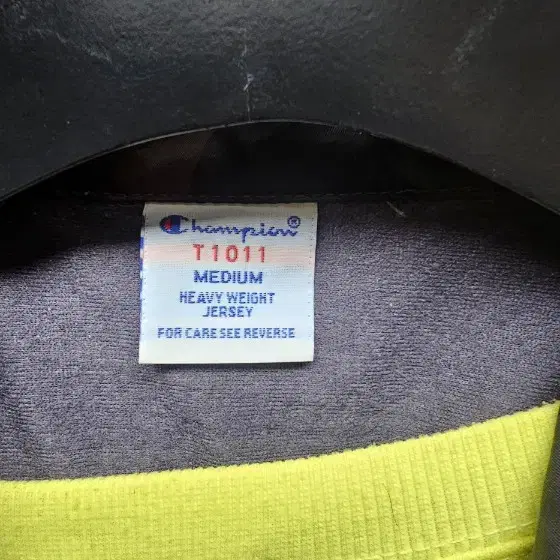 Champion®
T1011
MEDIUM
HEAVY WEIGHT
JERSEY
FOR CARE SEE REVERSE